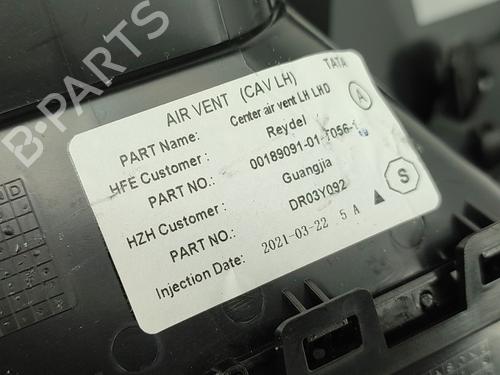 B-PARTS
AIR VENT (CAV LH) TATA
PART Name: Center air vent LH LHD
HFE Customer: Reydel A
PART NO.: 00189091-01-T056-1
HZH Customer: Guangjia S
PART NO.: DR03Y092
Injection Date: 2021-03-22 5 A